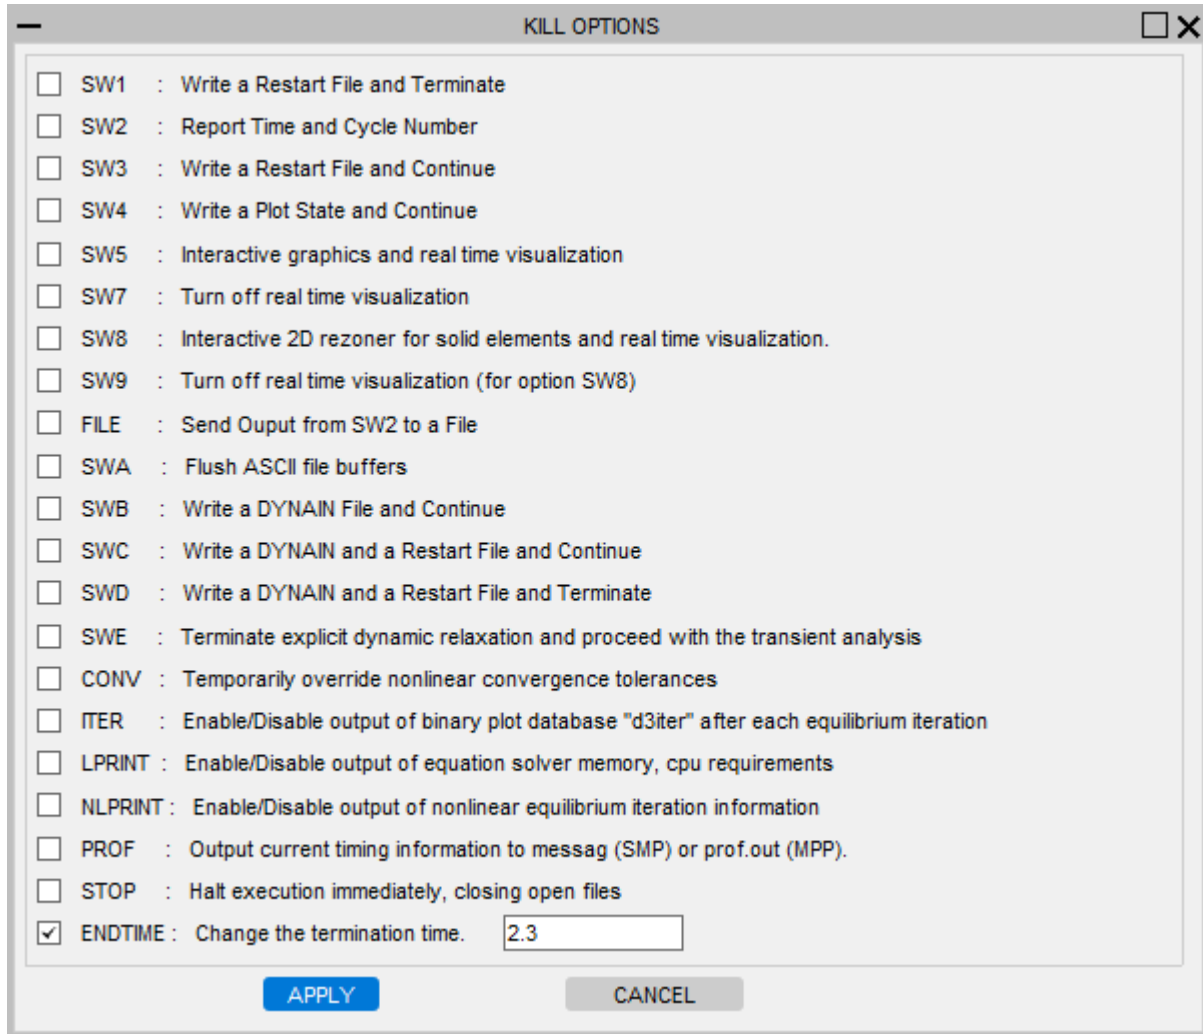 KILL OPTIONS
SW1 : Write a Restart File and Terminate
SW2 : Report Time and Cycle Number
SW3 : Write a Restart File and Continue
SW4 : Write a Plot State and Continue
SW5 : Interactive graphics and real time visualization
SW7 : Turn off real time visualization
SW8 : Interactive 2D rezoner for solid elements and real time visualization.
SW9 : Turn off real time visualization (for option SW8)
FILE : Send Ouput from SW2 to a File
SWA : Flush ASCII file buffers
SWB : Write a DYNAIN File and Continue
SWC : Write a DYNAIN and a Restart File and Continue
SWD : Write a DYNAIN and a Restart File and Terminate
SWE : Terminate explicit dynamic relaxation and proceed with the transient analysis
CONV : Temporarily override nonlinear convergence tolerances
ITER : Enable/Disable output of binary plot database "d3iter" after each equilibrium iteration
LPRINT : Enable/Disable output of equation solver memory, cpu requirements
NLPRINT : Enable/Disable output of nonlinear equilibrium iteration information
PROF : Output current timing information to messag (SMP) or prof.out (MPP).
STOP : Halt execution immediately, closing open files
ENDTIME : Change the termination time. 2.3
APPLY CANCEL